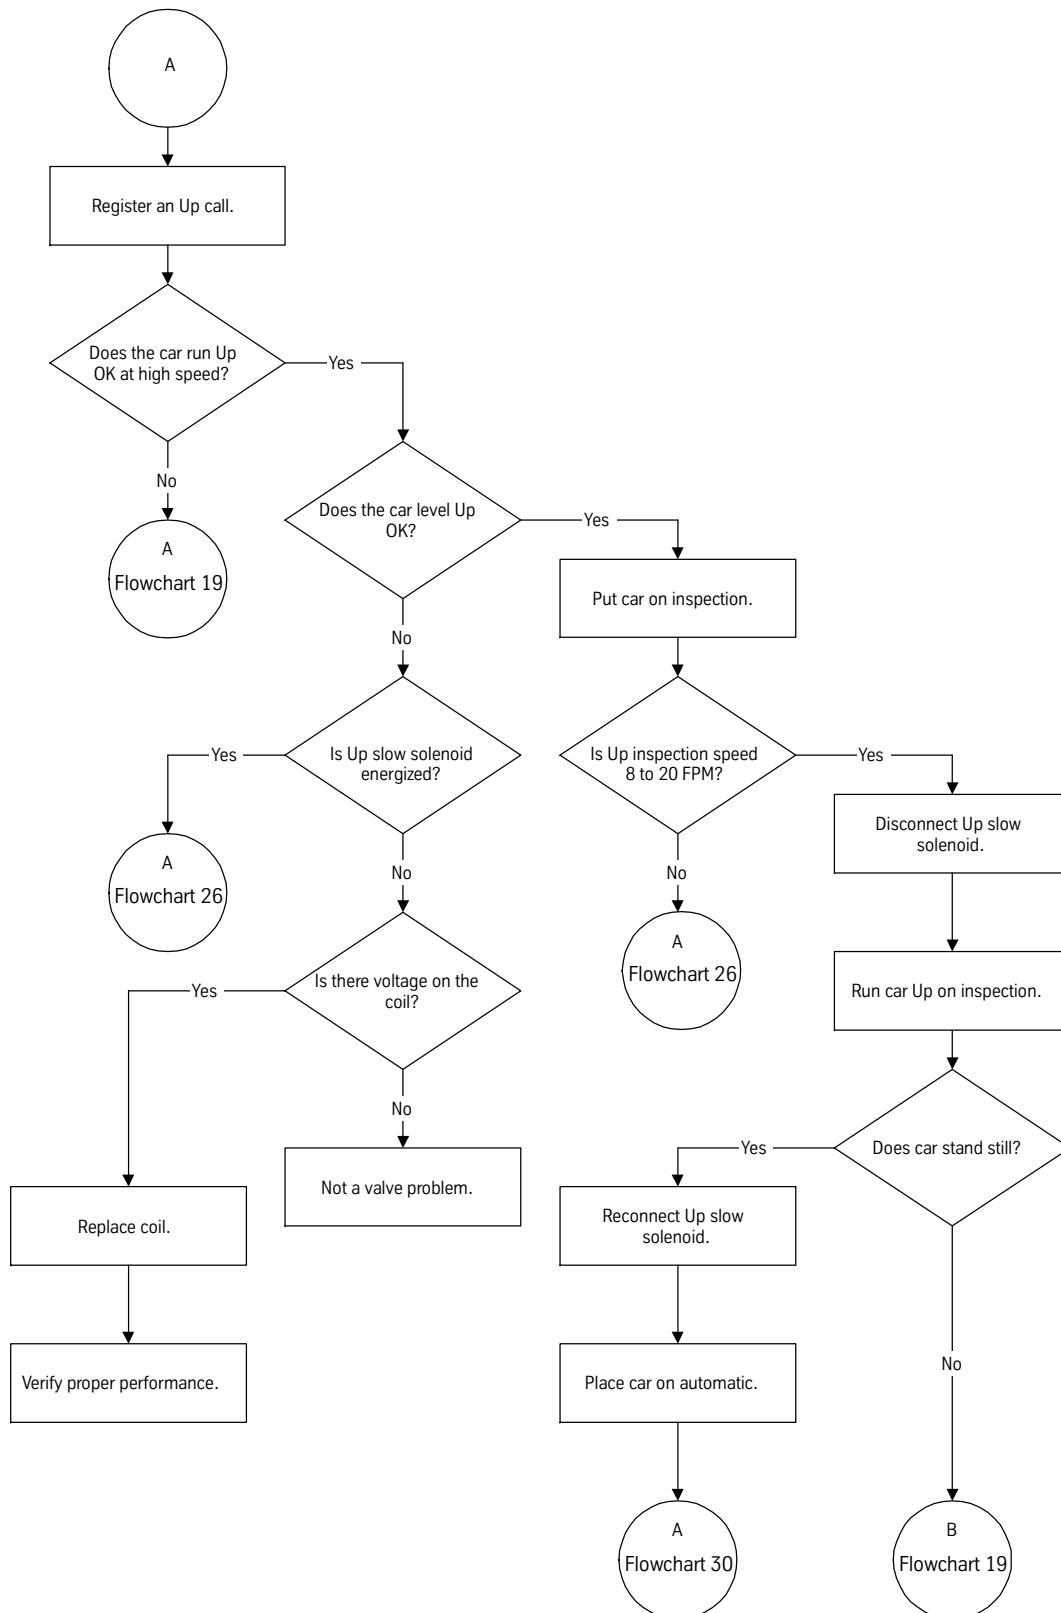 A
Register an Up call.
Does the car run Up
OK at high speed?
Yes
No
A
Flowchart 19
Does the car level Up
OK?
Yes
No
Put car on inspection.
Is Up slow solenoid
energized?
Yes
No
A
Flowchart 26
Is Up inspection speed
8 to 20 FPM?
Yes
No
A
Flowchart 26
Disconnect Up slow
solenoid.
Run car Up on inspection.
Is there voltage on the
coil?
Yes
No
Not a valve problem.
Replace coil.
Verify proper performance.
Does car stand still?
Yes
No
Reconnect Up slow
solenoid.
Place car on automatic.
A
Flowchart 30
B
Flowchart 19